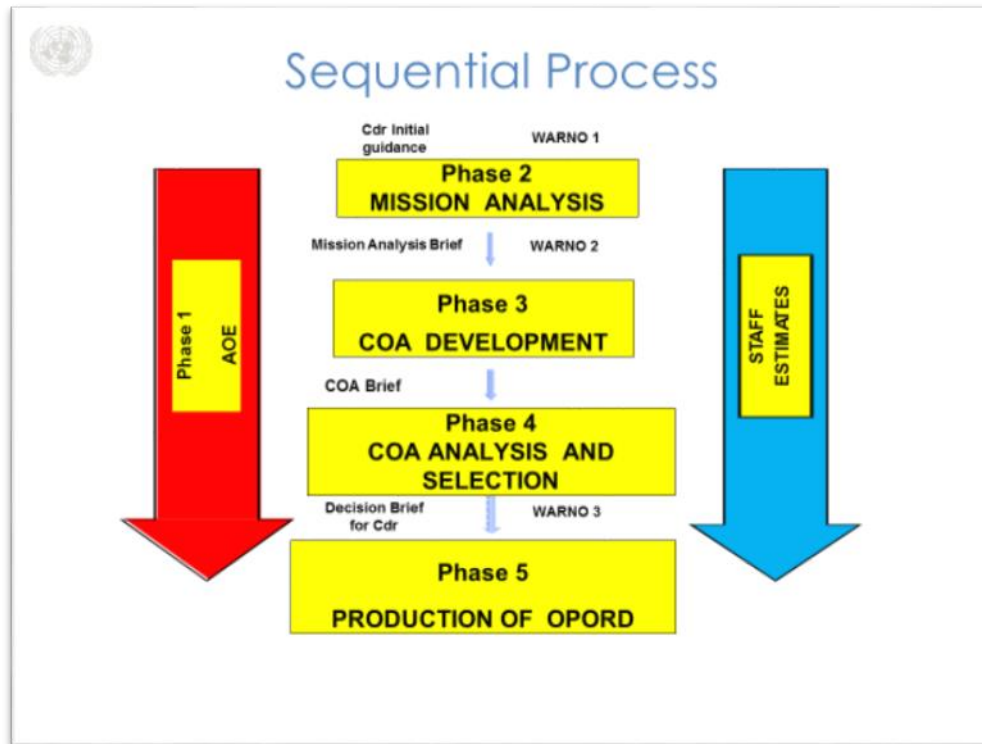 Sequential Process
Cdr Initial
guidance
WARNO 1
Phase 2
MISSION ANALYSIS
Mission Analysis Brief
WARNO 2
Phase 3
COA DEVELOPMENT
COA Brief
Phase 4
COA ANALYSIS AND
SELECTION
Decision Brief
for Cdr
WARNO 3
Phase 5
PRODUCTION OF OPORD
Phase 1
AOE
STAFF
ESTIMATES